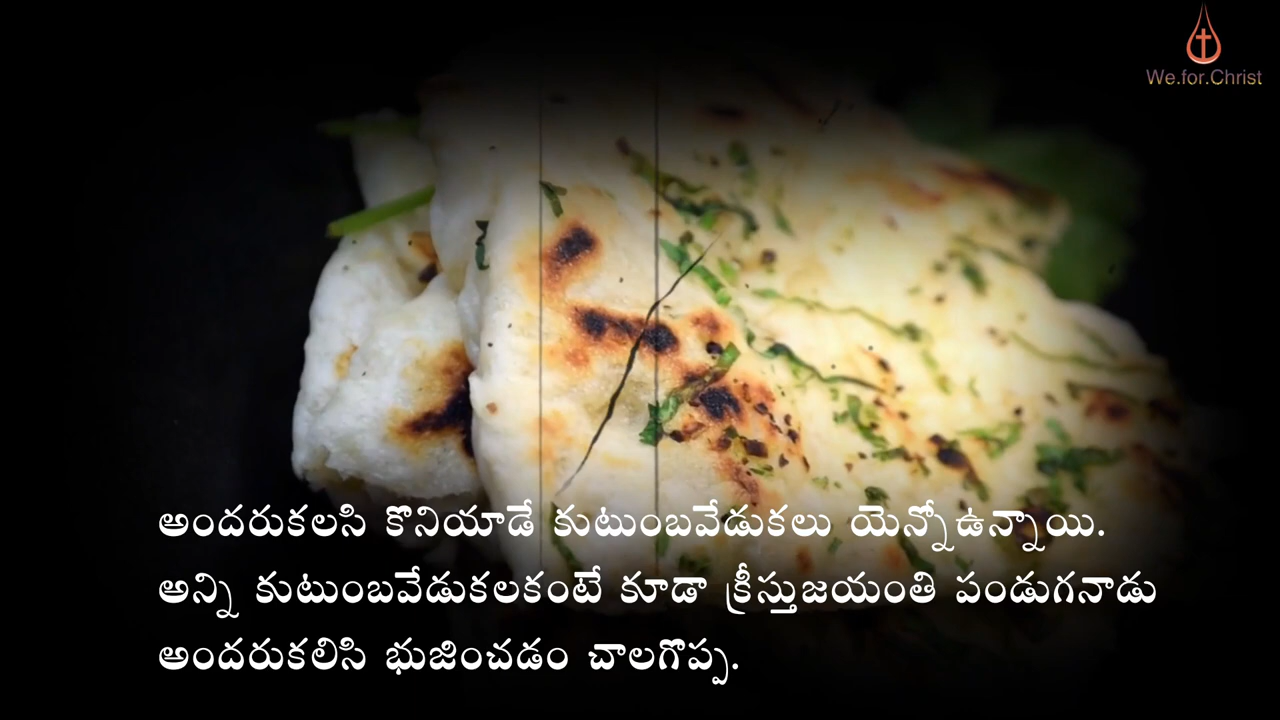 We.for.Christ
అందరుకలసి కొనియాడే కుటుంబవేడుకలు యెన్నోఉన్నాయి.
అన్ని కుటుంబవేడుకలకంటే కూడా క్రీస్తుజయంతి పండుగనాడు
అందరుకలిసి భుజించడం చాలగొప్ప.